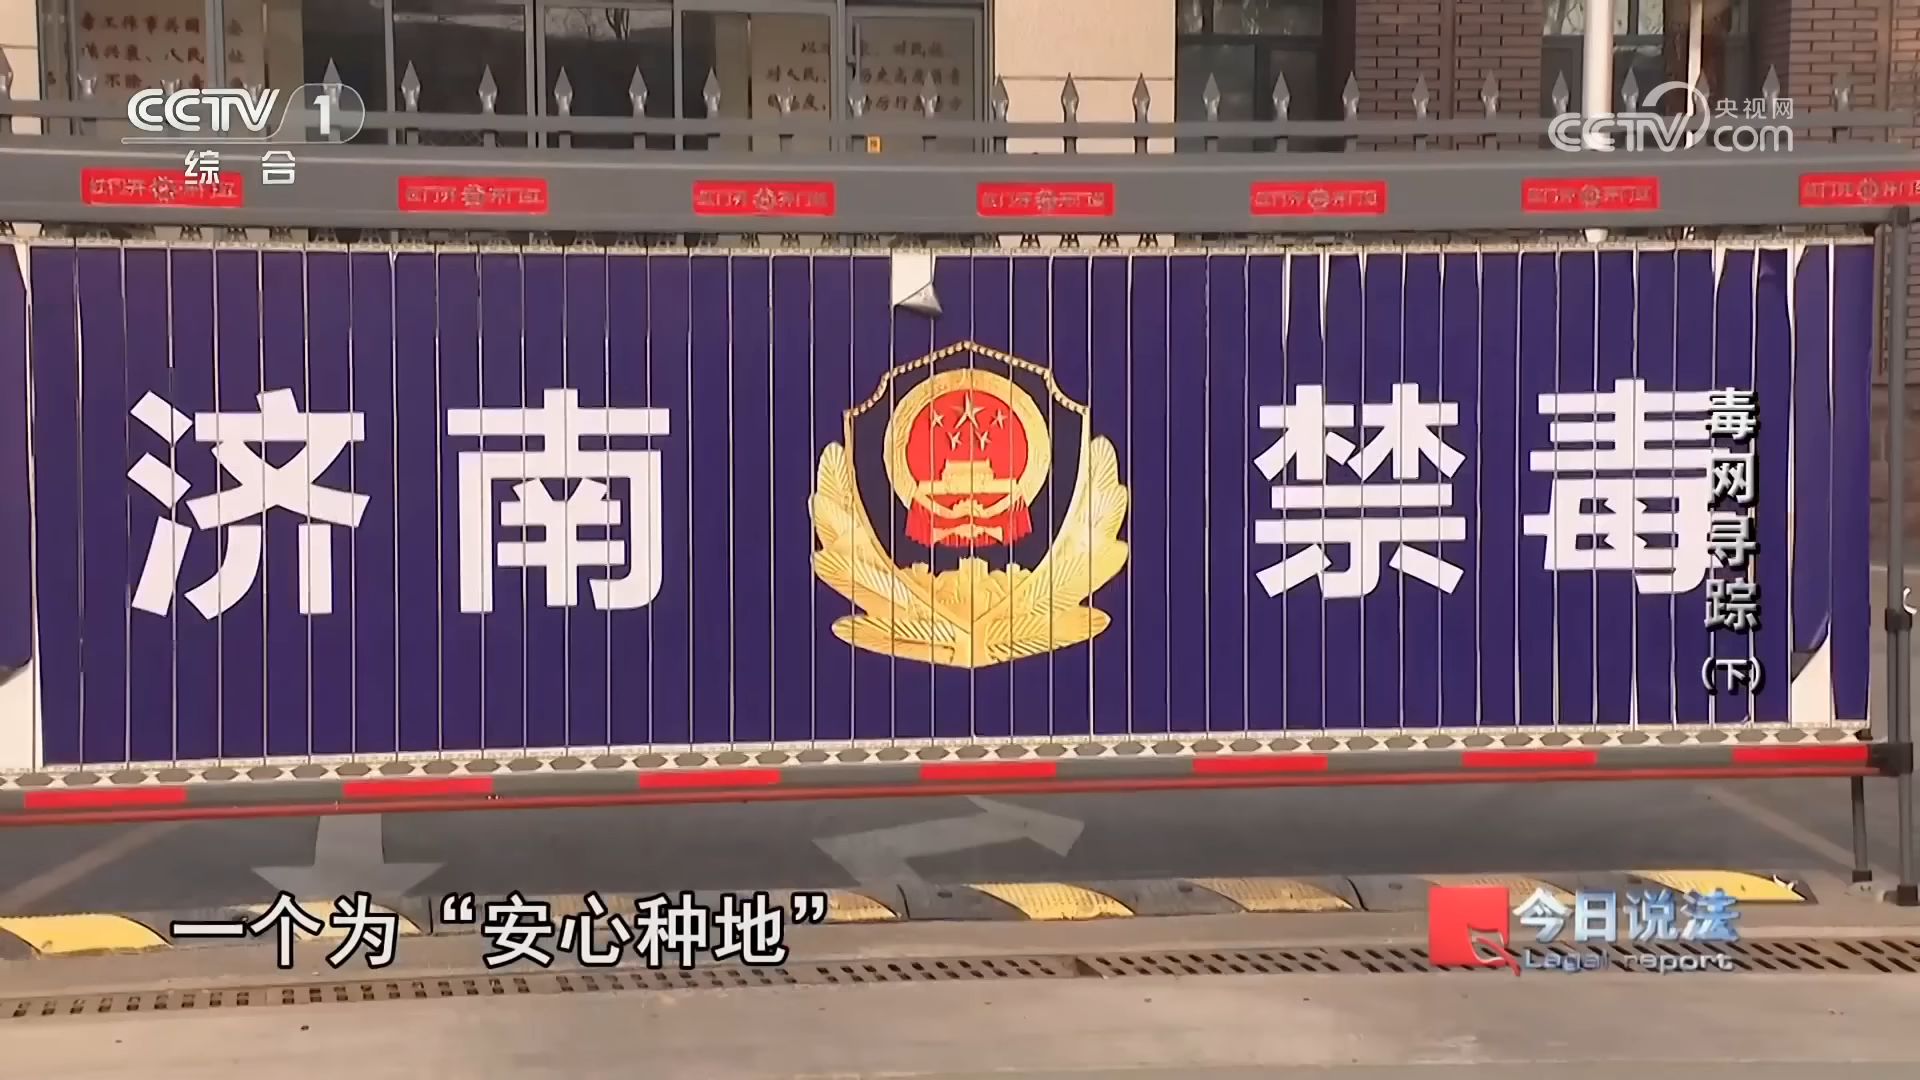 CCTV 1
综合
央视网
CCTV.com
济南 禁毒
毒网寻踪(下)
一个为“安心种地”
今日说法
Legal report